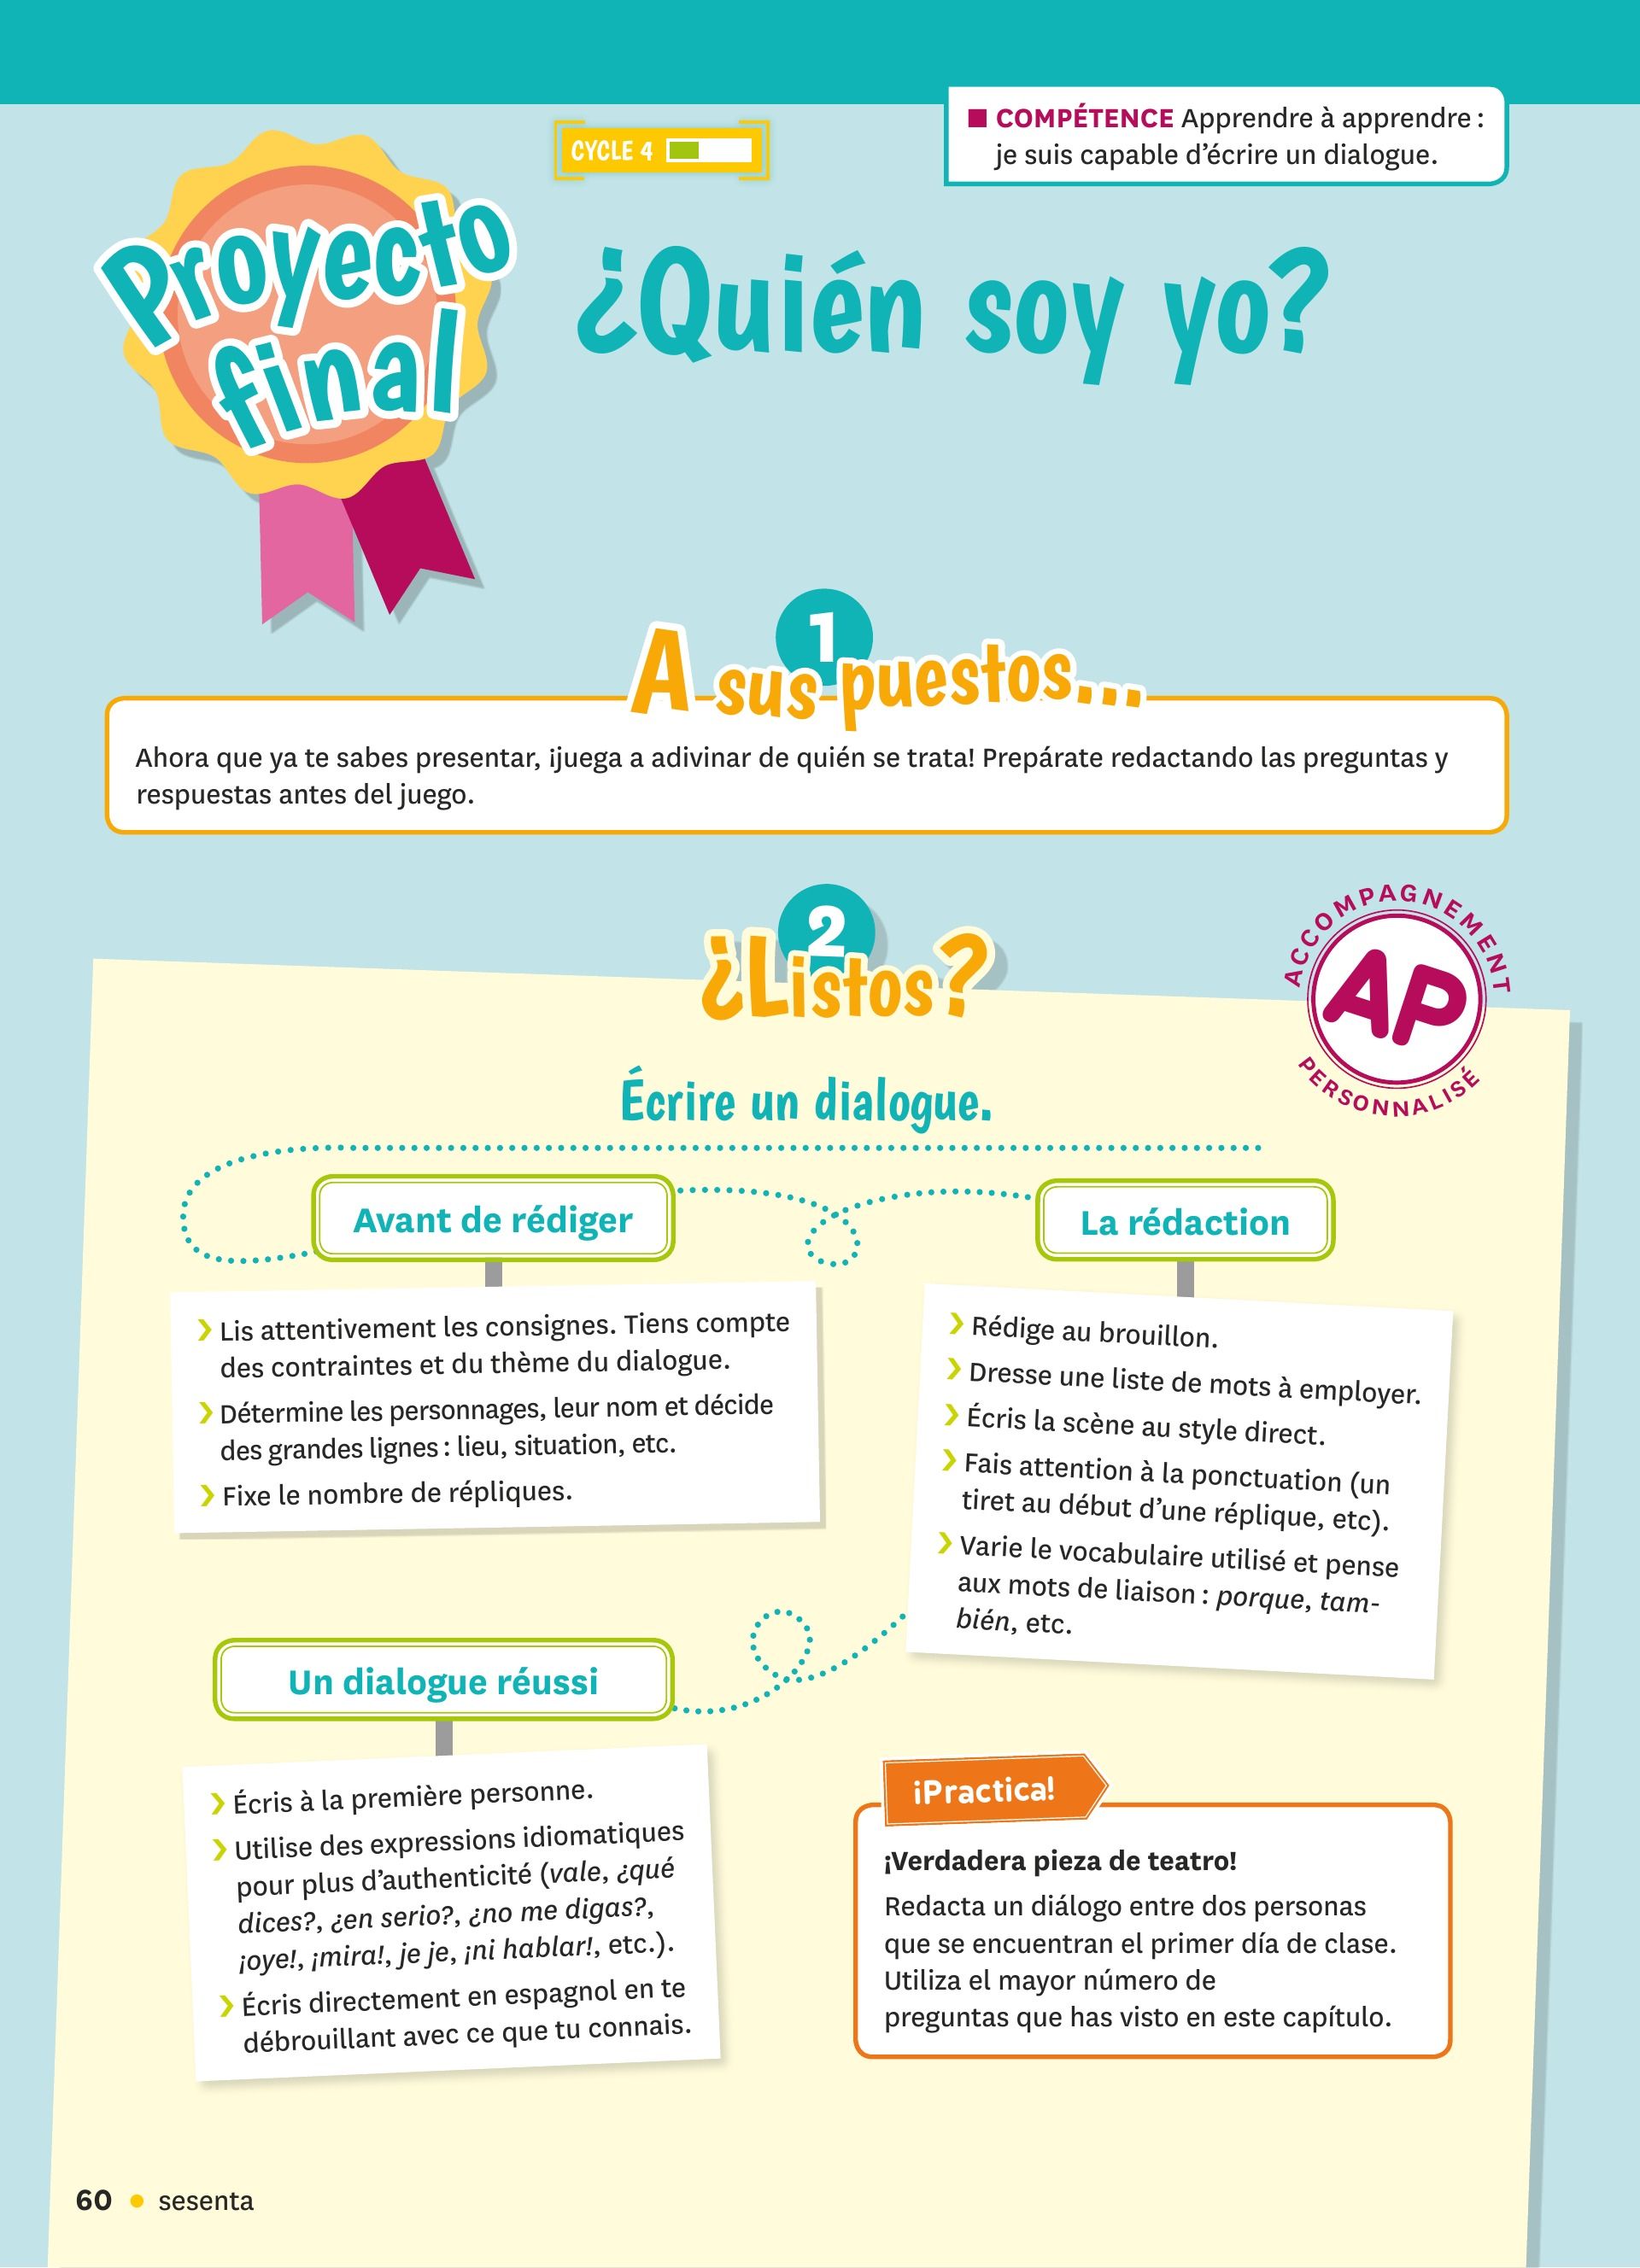 CYCLE 4
COMPÉTENCE Apprendre à apprendre :
je suis capable d'écrire un dialogue.
Proyecto
final
¿Quién soy yo?
1
A sus puestos...
Ahora que ya te sabes presentar, ¡juega a adivinar de quién se trata! Prepárate redactando las preguntas y
respuestas antes del juego.
2
¿Listos?
ACCOMPAGNEMENT
AP
PERSONNALISÉ
Écrire un dialogue.
Avant de rédiger
› Lis attentivement les consignes. Tiens compte
des contraintes et du thème du dialogue.
› Détermine les personnages, leur nom et décide
des grandes lignes : lieu, situation, etc.
› Fixe le nombre de répliques.
La rédaction
› Rédige au brouillon.
› Dresse une liste de mots à employer.
› Écris la scène au style direct.
› Fais attention à la ponctuation (un
tiret au début d'une réplique, etc).
› Varie le vocabulaire utilisé et pense
aux mots de liaison : porque, tam-
bién, etc.
Un dialogue réussi
› Écris à la première personne.
› Utilise des expressions idiomatiques
pour plus d'authenticité (vale, ¿qué
dices?, ¿en serio?, ¿no me digas?,
¡oye!, ¡mira!, je je, ¡ni hablar!, etc.).
› Écris directement en espagnol en te
débrouillant avec ce que tu connais.
¡Practica!
¡Verdadera pieza de teatro!
Redacta un diálogo entre dos personas
que se encuentran el primer día de clase.
Utiliza el mayor número de
preguntas que has visto en este capítulo.
60 • sesenta